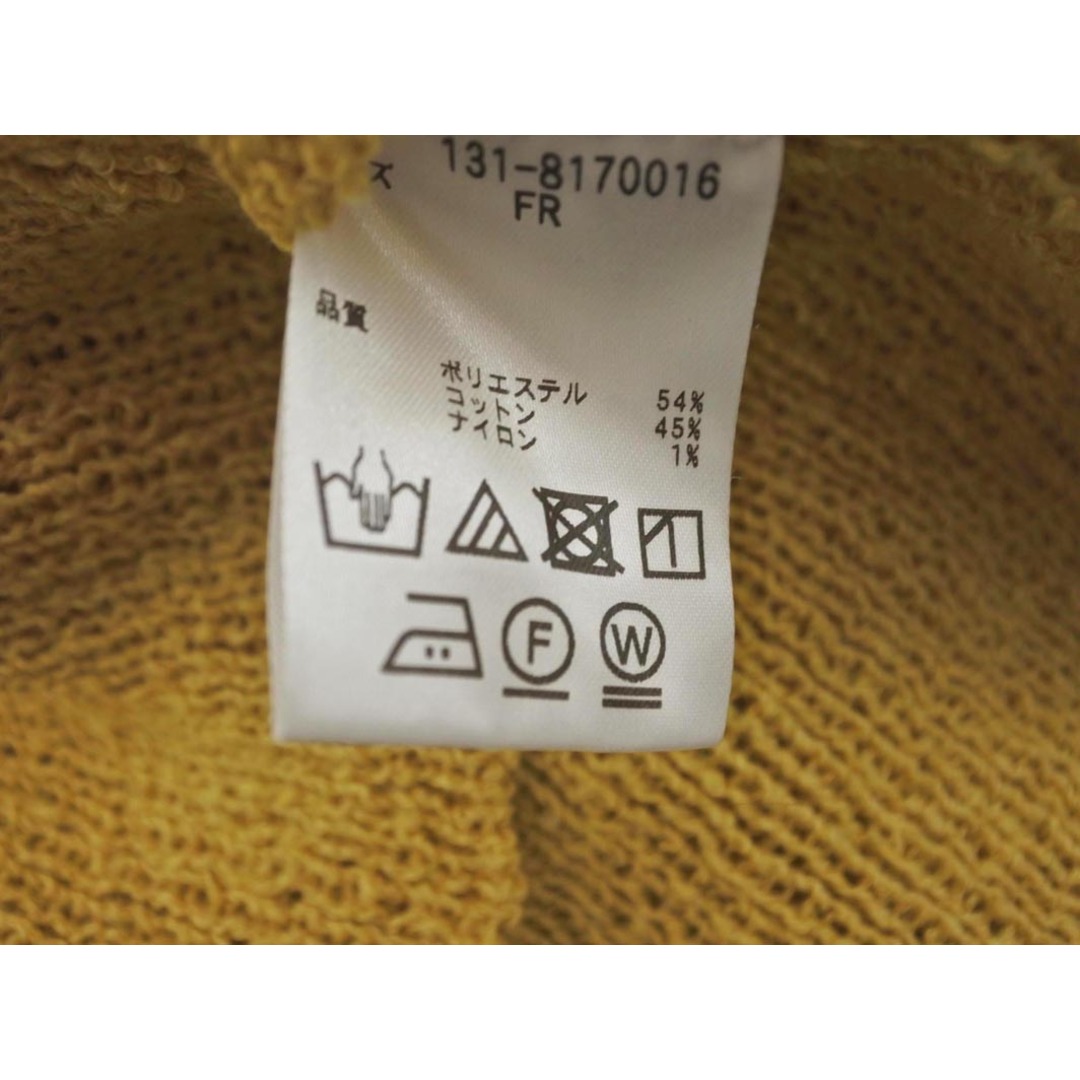 ズ 131-8170016
FR
品質
ポリエステル 54%
コットン 45%
ナイロン 1%
F W